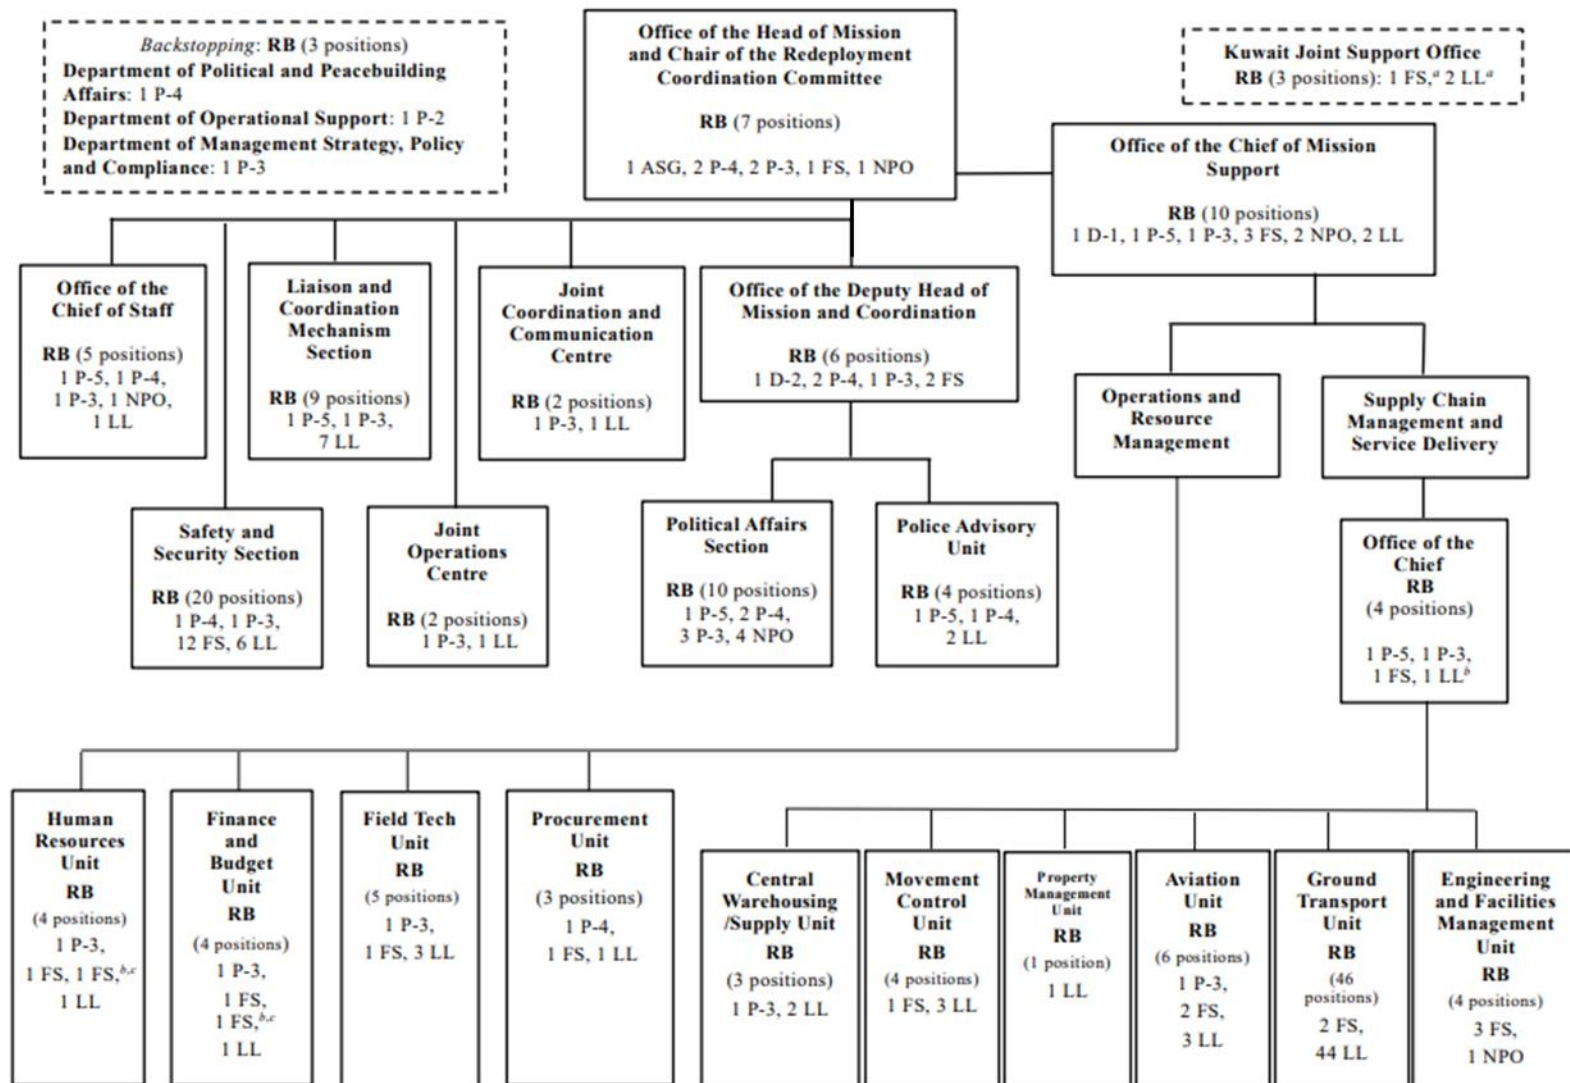 Backstopping: RB (3 positions)
Department of Political and Peacebuilding
Affairs: 1 P-4
Department of Operational Support: 1 P-2
Department of Management Strategy, Policy
and Compliance: 1 P-3
Office of the Head of Mission
and Chair of the Redeployment
Coordination Committee
RB (7 positions)
1 ASG, 2 P-4, 2 P-3, 1 FS, 1 NPO
Kuwait Joint Support Office
RB (3 positions): 1 FS,a 2 LLa
Office of the Chief of Mission
Support
RB (10 positions)
1 D-1, 1 P-5, 1 P-3, 3 FS, 2 NPO, 2 LL
Office of the
Chief of Staff
RB (5 positions)
1 P-5, 1 P-4,
1 P-3, 1 NPO,
1 LL
Liaison and
Coordination
Mechanism
Section
RB (9 positions)
1 P-5, 1 P-3,
7 LL
Joint
Coordination and
Communication
Centre
RB (2 positions)
1 P-3, 1 LL
Office of the Deputy Head of
Mission and Coordination
RB (6 positions)
1 D-2, 2 P-4, 1 P-3, 2 FS
Operations and
Resource
Management
Supply Chain
Management and
Service Delivery
Safety and
Security Section
RB (20 positions)
1 P-4, 1 P-3,
12 FS, 6 LL
Joint
Operations
Centre
RB (2 positions)
1 P-3, 1 LL
Political Affairs
Section
RB (10 positions)
1 P-5, 2 P-4,
3 P-3, 4 NPO
Police Advisory
Unit
RB (4 positions)
1 P-5, 1 P-4,
2 LL
Office of the
Chief
RB
(4 positions)
1 P-5, 1 P-3,
1 FS, 1 LLb
Human
Resources
Unit
RB
(4 positions)
1 P-3,
1 FS, 1 FS,b,c
1 LL
Finance
and
Budget
Unit
RB
(4 positions)
1 P-3,
1 FS,
1 FS,b,c
1 LL
Field Tech
Unit
RB
(5 positions)
1 P-3,
1 FS, 3 LL
Procurement
Unit
RB
(3 positions)
1 P-4,
1 FS, 1 LL
Central
Warehousing
/Supply Unit
RB
(3 positions)
1 P-3, 2 LL
Movement
Control
Unit
RB
(4 positions)
1 FS, 3 LL
Property
Management
Unit
RB
(1 position)
1 LL
Aviation
Unit
RB
(6 positions)
1 P-3,
2 FS,
3 LL
Ground
Transport
Unit
RB
(46
positions)
2 FS,
44 LL
Engineering
and Facilities
Management
Unit
RB
(4 positions)
3 FS,
1 NPO